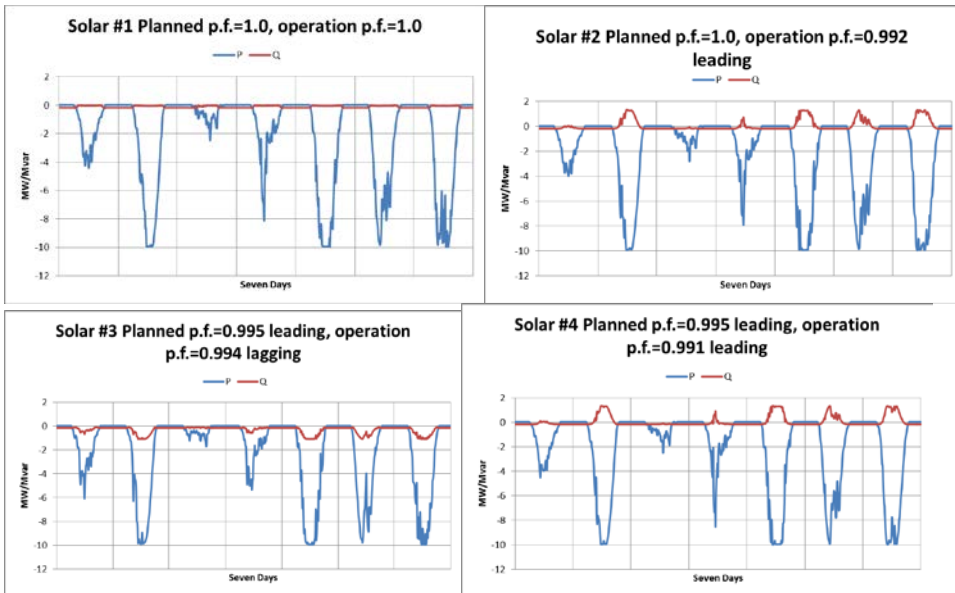 Solar #1 Planned p.f.=1.0, operation p.f.=1.0
P Q
2
0
-2
-4
-6
-8
-10
-12
MW/Mvar
Seven Days
Solar #2 Planned p.f.=1.0, operation p.f.=0.992
leading
P Q
2
0
-2
-4
-6
-8
-10
-12
MW/Mvar
Seven Days
Solar #3 Planned p.f.=0.995 leading, operation
p.f.=0.994 lagging
P Q
2
0
-2
-4
-6
-8
-10
-12
MW/Mvar
Seven Days
Solar #4 Planned p.f.=0.995 leading, operation
p.f.=0.991 leading
P Q
2
0
-2
-4
-6
-8
-10
-12
MW/Mvar
Seven Days